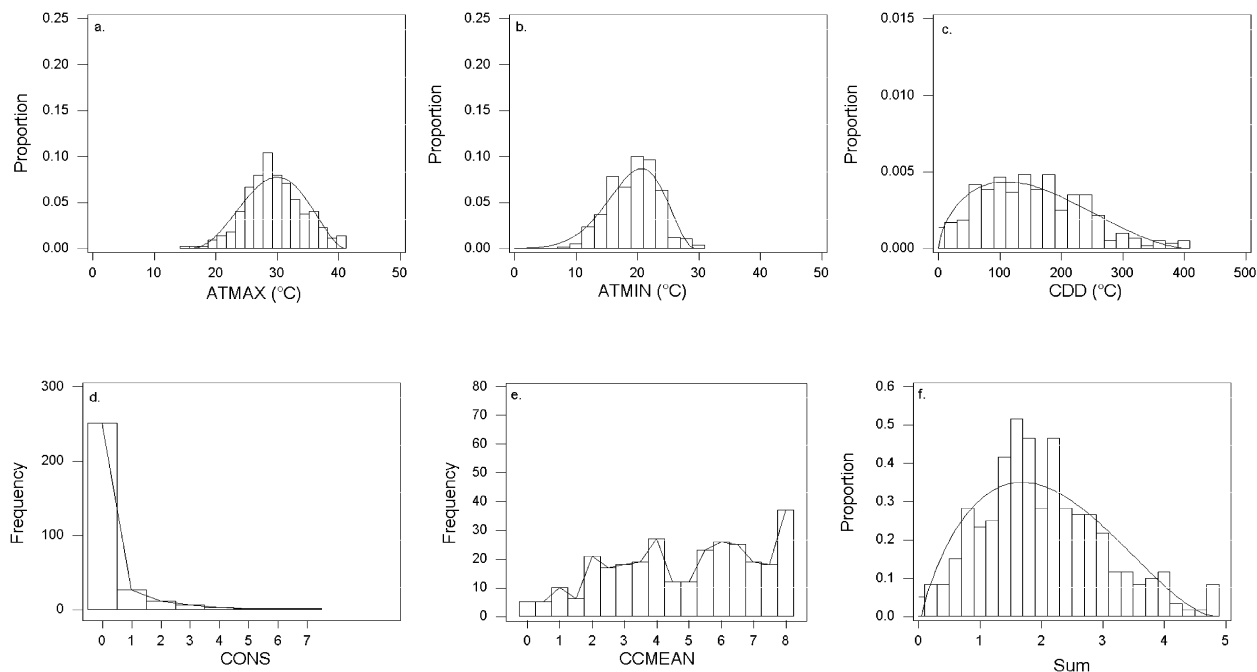 a.
0.25
0.20
0.15
0.10
0.05
0.00
Proportion
0 10 20 30 40 50
ATMAX (°C)
b.
0.25
0.20
0.15
0.10
0.05
0.00
Proportion
0 10 20 30 40 50
ATMIN (°C)
c.
0.015
0.010
0.005
0.000
Proportion
0 100 200 300 400 500
CDD (°C)
d.
300
200
100
0
Frequency
0 1 2 3 4 5 6 7
CONS
e.
80
70
60
50
40
30
20
10
0
Frequency
0 1 2 3 4 5 6 7 8
CCMEAN
f.
0.6
0.5
0.4
0.3
0.2
0.1
0.0
Proportion
0 1 2 3 4 5
Sum